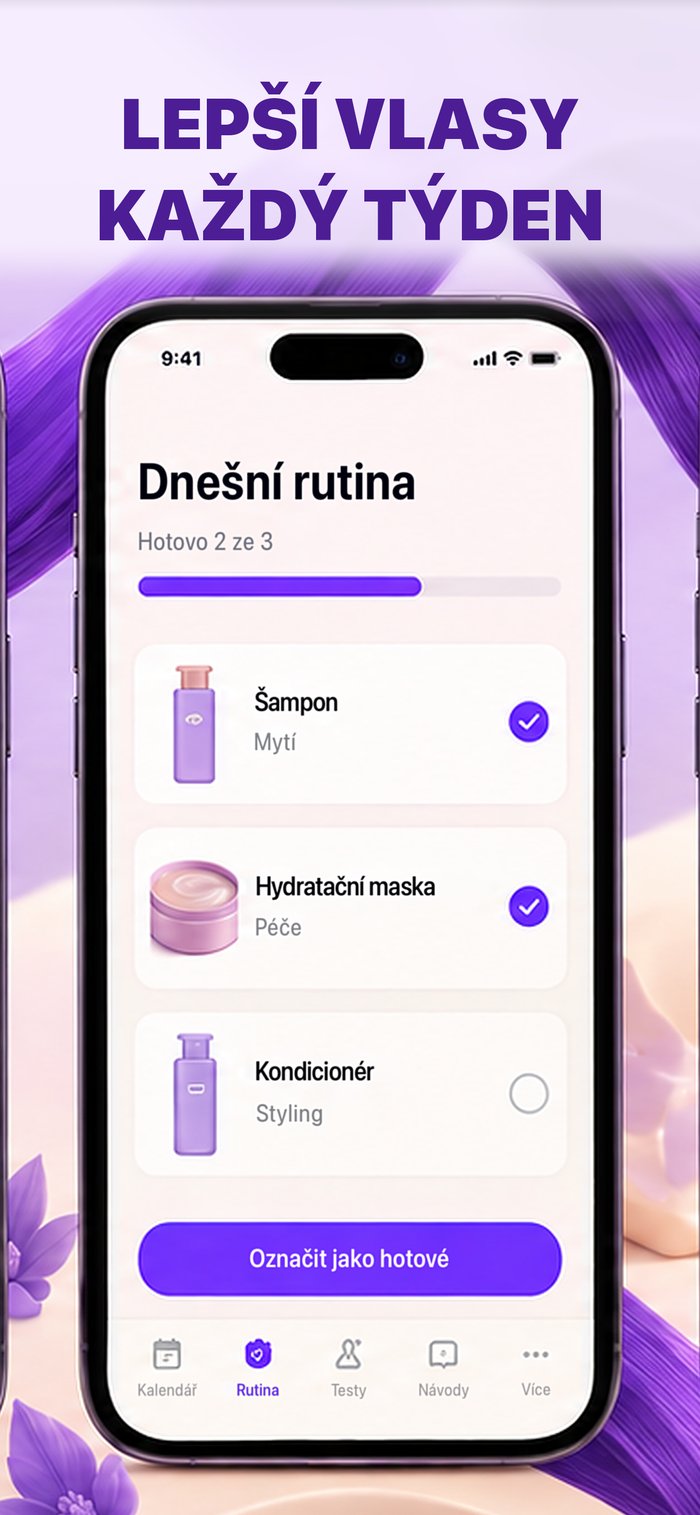 LEPŠÍ VLASY
KAŽDÝ TÝDEN
9:41
Dnešní rutina
Hotovo 2 ze 3
Šampon
Mytí
Hydratační maska
Péče
Kondicionér
Styling
Označit jako hotové
Kalendář
Rutina
Testy
Návody
Více